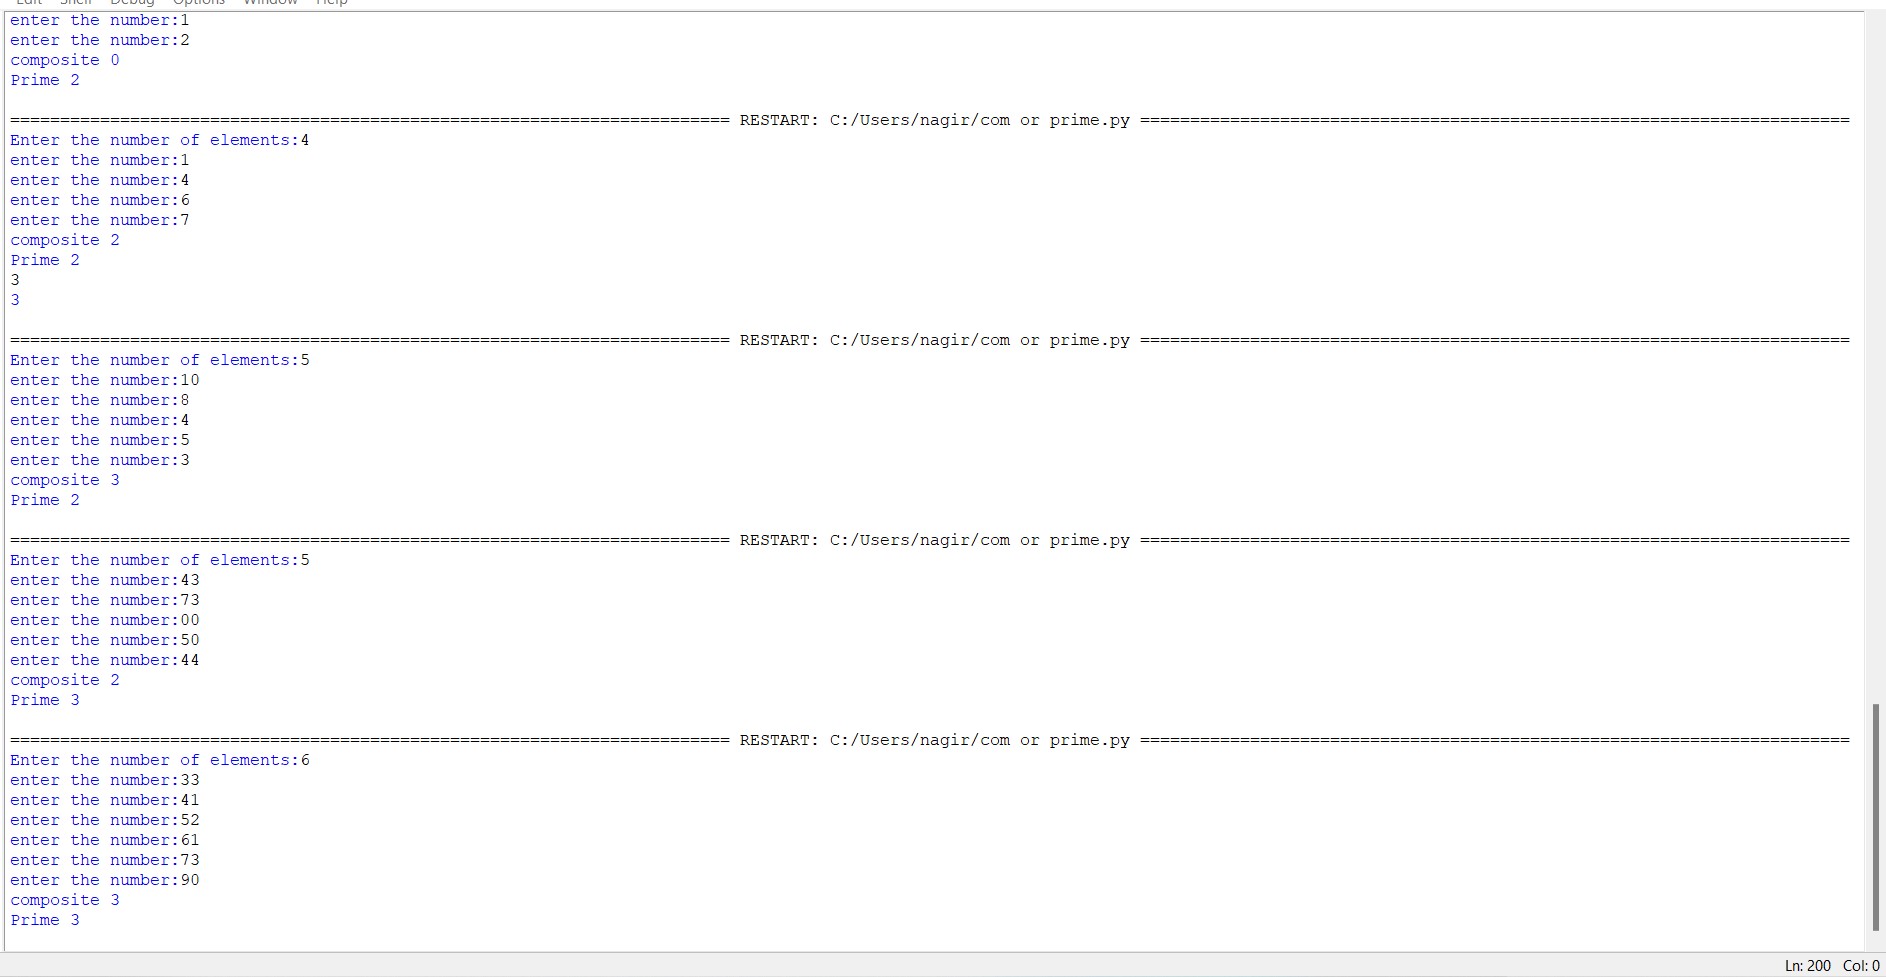 Edit Shell Debug Options Window Help
enter the number:1
enter the number:2
composite 0
Prime 2
======================================================================== RESTART: C:/Users/nagir/com or prime.py =======================================================================
Enter the number of elements:4
enter the number:1
enter the number:4
enter the number:6
enter the number:7
composite 2
Prime 2
3
3
======================================================================== RESTART: C:/Users/nagir/com or prime.py =======================================================================
Enter the number of elements:5
enter the number:10
enter the number:8
enter the number:4
enter the number:5
enter the number:3
composite 3
Prime 2
======================================================================== RESTART: C:/Users/nagir/com or prime.py =======================================================================
Enter the number of elements:5
enter the number:43
enter the number:73
enter the number:00
enter the number:50
enter the number:44
composite 2
Prime 3
======================================================================== RESTART: C:/Users/nagir/com or prime.py =======================================================================
Enter the number of elements:6
enter the number:33
enter the number:41
enter the number:52
enter the number:61
enter the number:73
enter the number:90
composite 3
Prime 3
Ln: 200 Col: 0